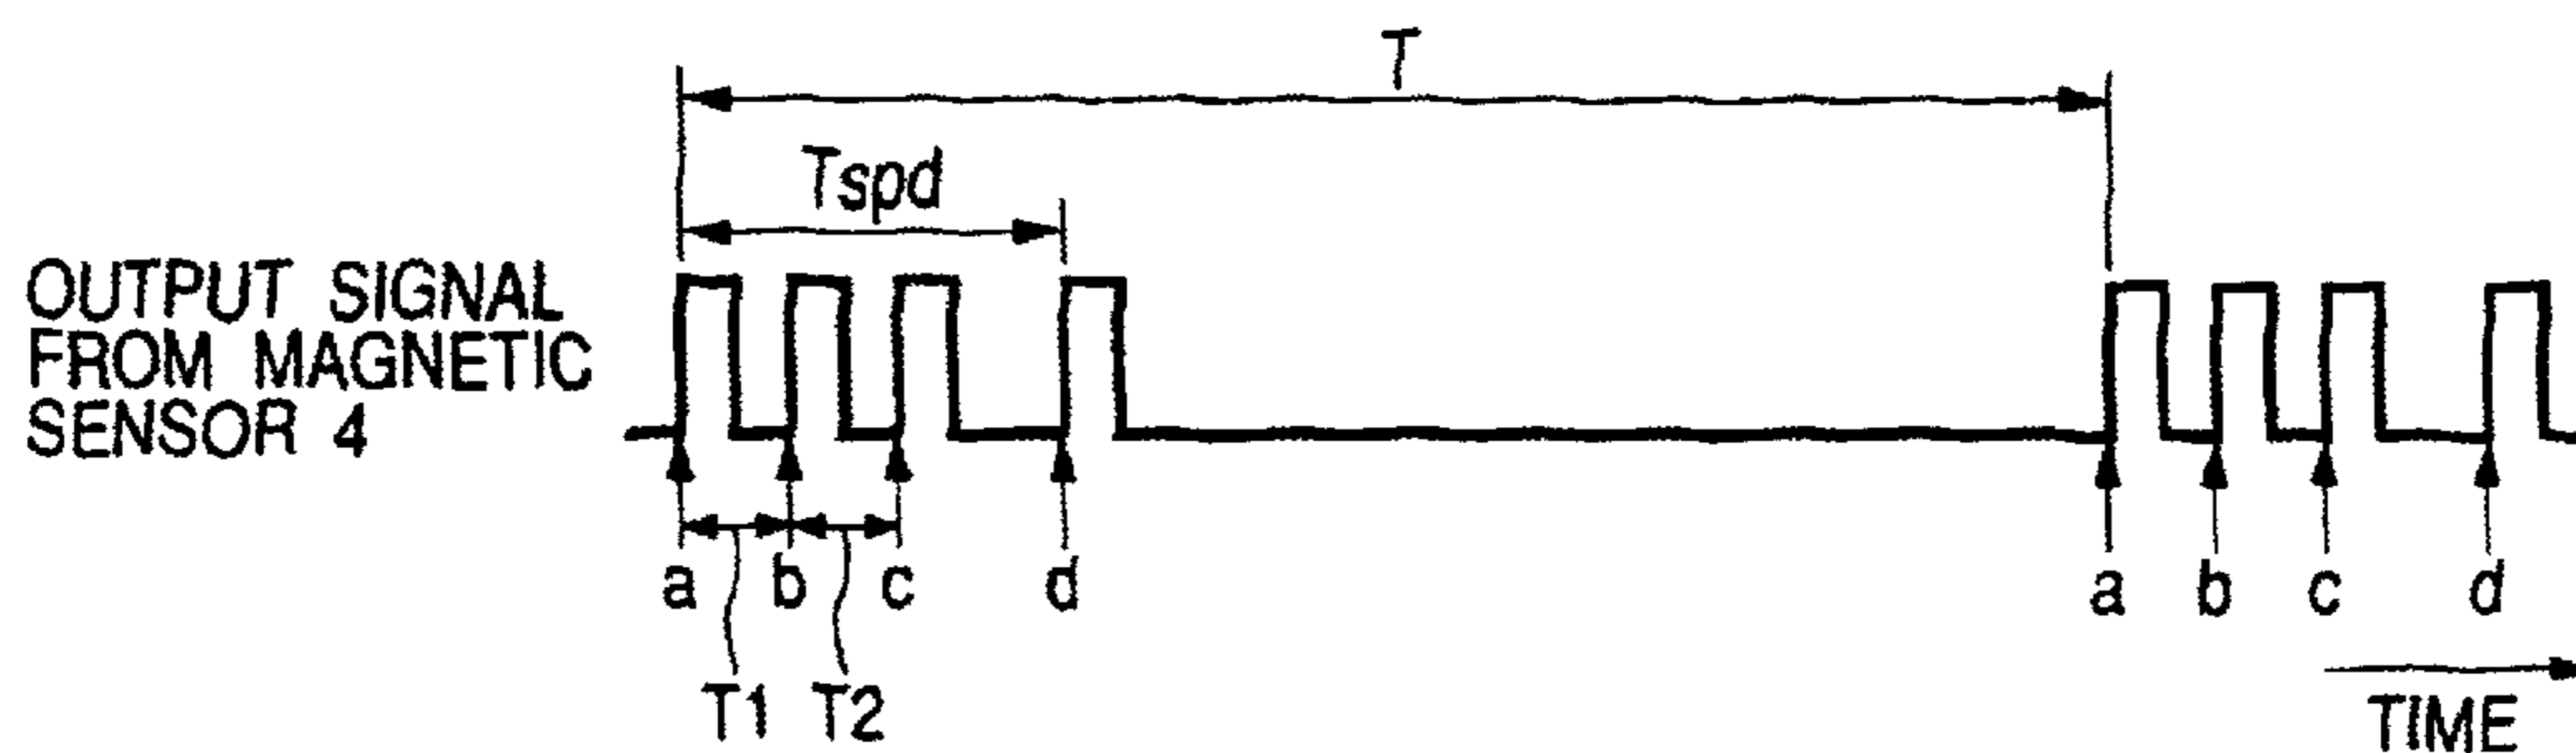 T
Tspd
OUTPUT SIGNAL
FROM MAGNETIC
SENSOR 4
a b c d a b c d
T1 T2
TIME